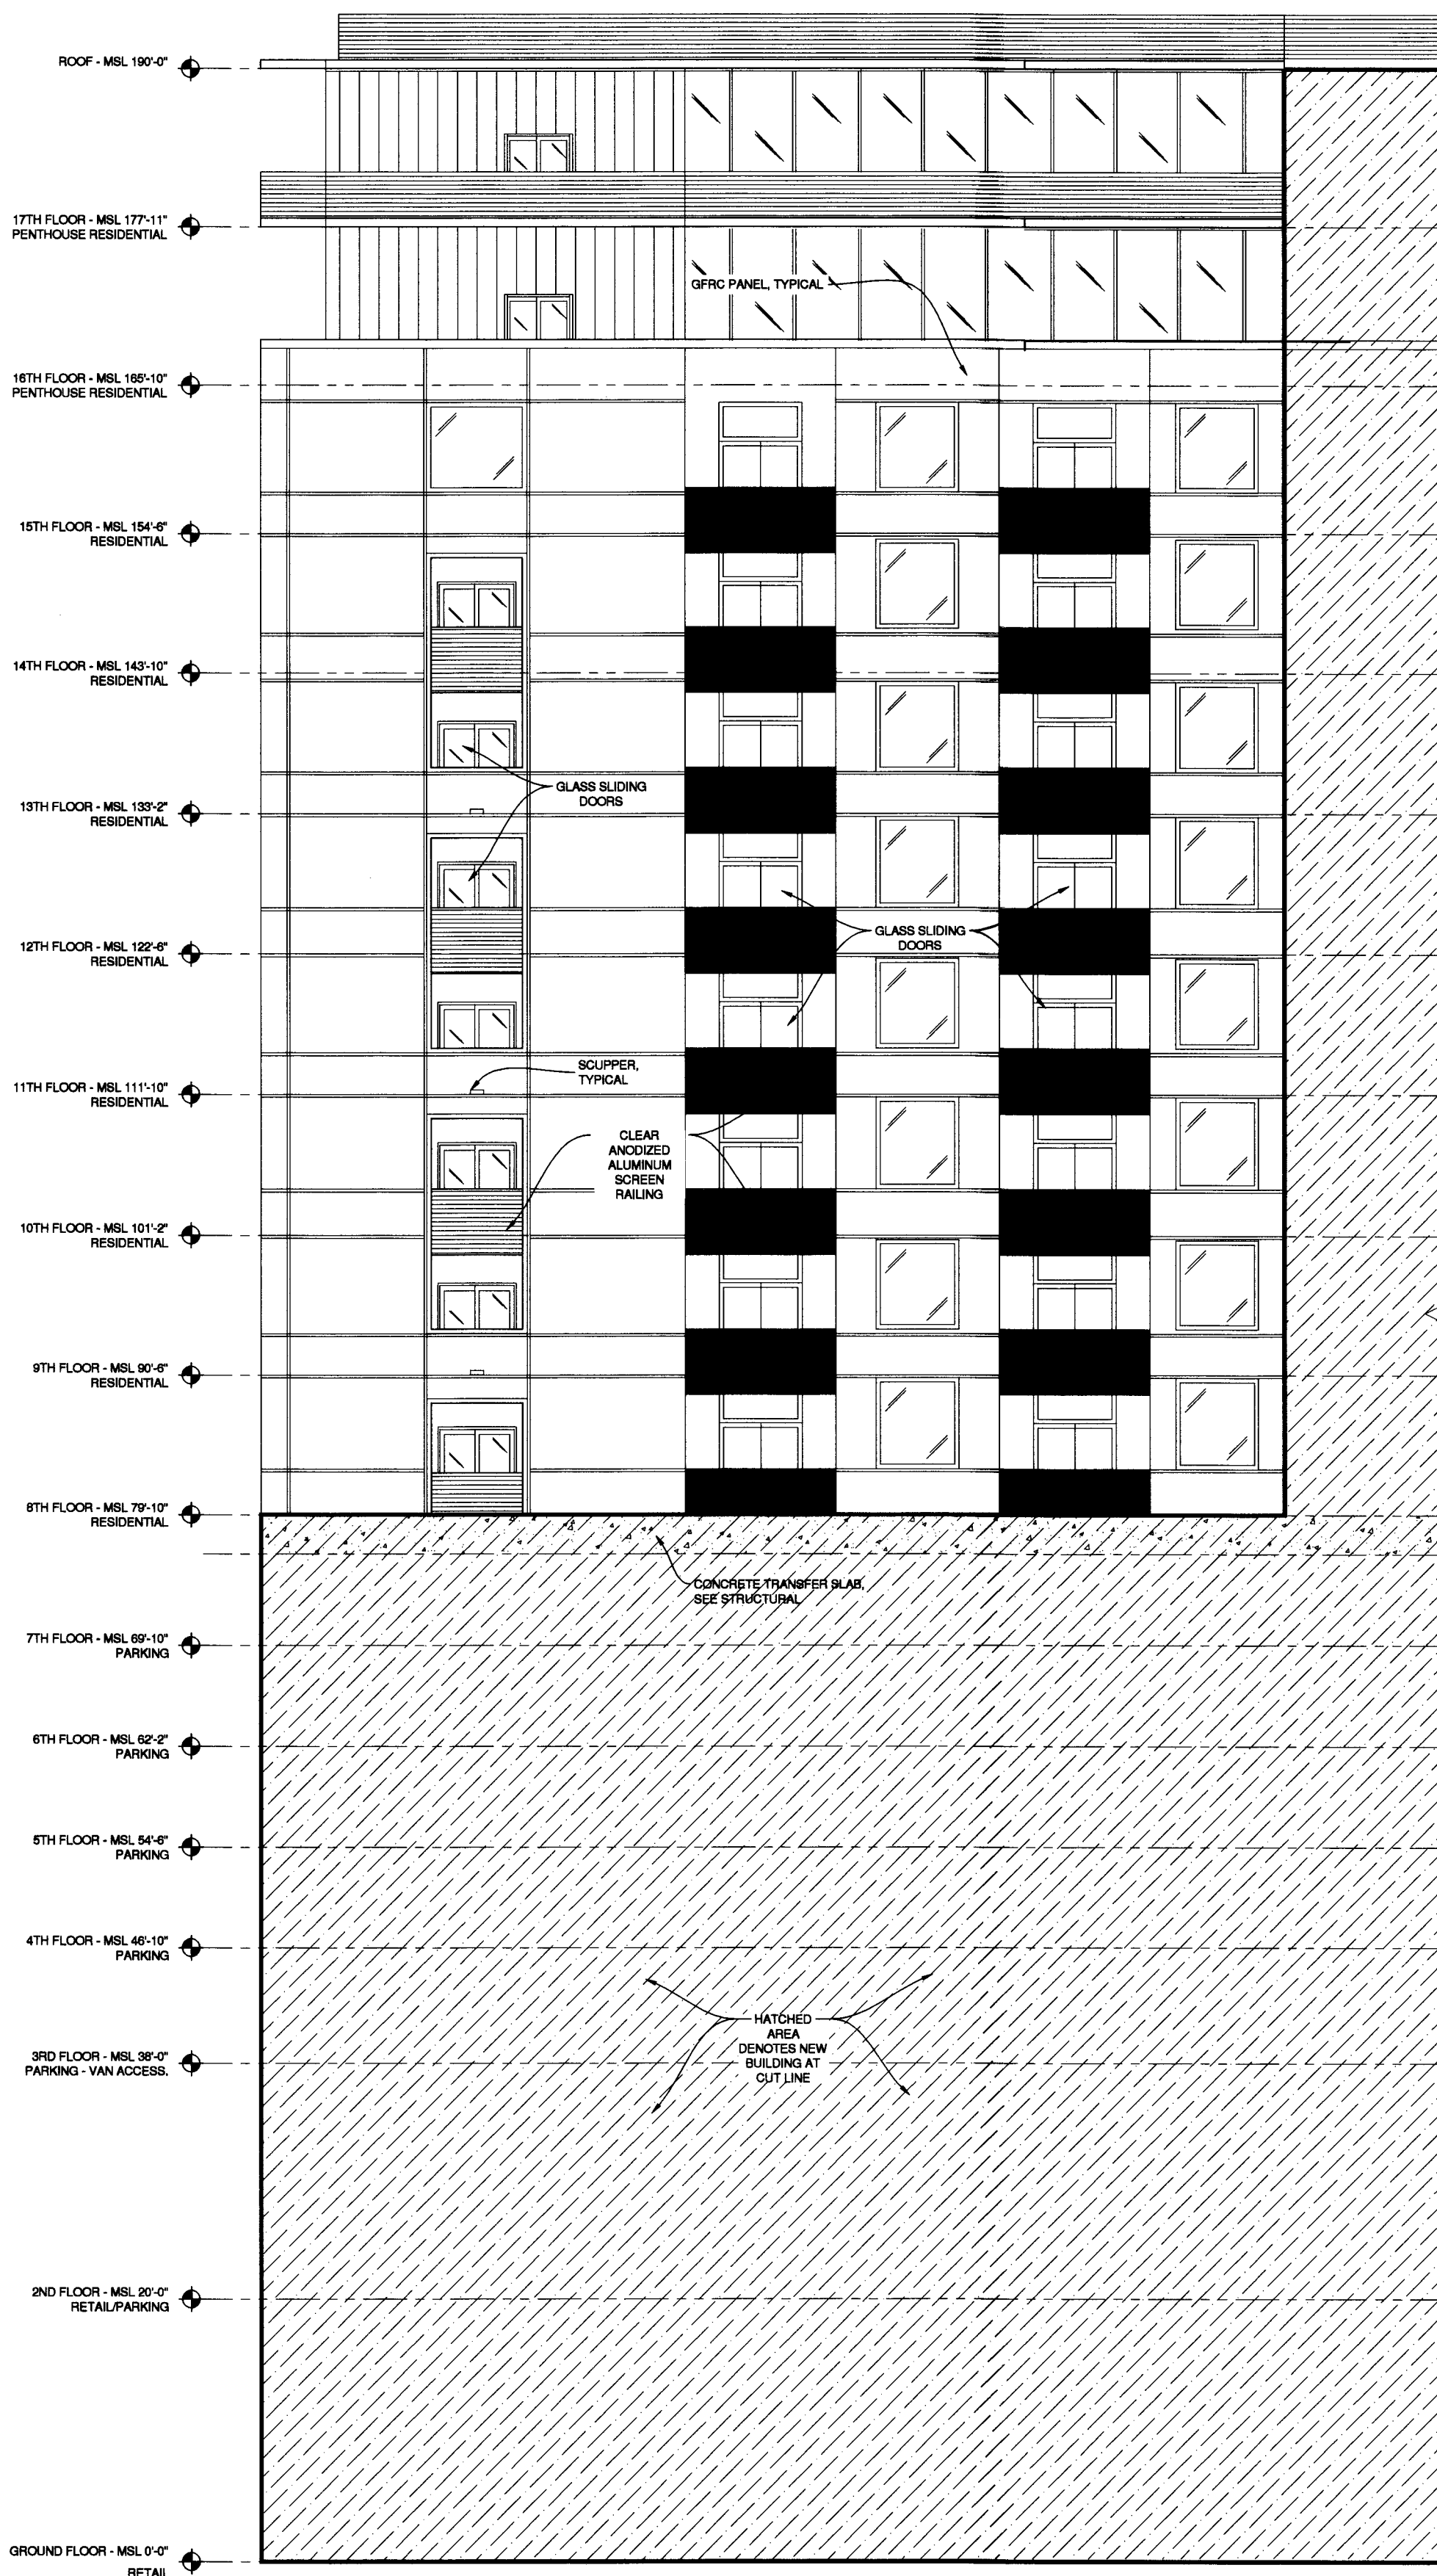 ROOF - MSL 190'-0"
17TH FLOOR - MSL 177'-11"
PENTHOUSE RESIDENTIAL
GFRC PANEL, TYPICAL
16TH FLOOR - MSL 165'-10"
PENTHOUSE RESIDENTIAL
15TH FLOOR - MSL 154'-6"
RESIDENTIAL
14TH FLOOR - MSL 143'-10"
RESIDENTIAL
GLASS SLIDING
DOORS
13TH FLOOR - MSL 133'-2"
RESIDENTIAL
GLASS SLIDING
DOORS
12TH FLOOR - MSL 122'-6"
RESIDENTIAL
SCUPPER,
TYPICAL
11TH FLOOR - MSL 111'-10"
RESIDENTIAL
CLEAR
ANODIZED
ALUMINUM
SCREEN
RAILING
10TH FLOOR - MSL 101'-2"
RESIDENTIAL
9TH FLOOR - MSL 90'-6"
RESIDENTIAL
8TH FLOOR - MSL 79'-10"
RESIDENTIAL
CONCRETE TRANSFER SLAB,
SEE STRUCTURAL
7TH FLOOR - MSL 69'-10"
PARKING
6TH FLOOR - MSL 62'-2"
PARKING
5TH FLOOR - MSL 54'-6"
PARKING
4TH FLOOR - MSL 46'-10"
PARKING
HATCHED
AREA
DENOTES NEW
BUILDING AT
CUT LINE
3RD FLOOR - MSL 38'-0"
PARKING - VAN ACCESS.
2ND FLOOR - MSL 20'-0"
RETAIL/PARKING
GROUND FLOOR - MSL 0'-0"
RETAIL